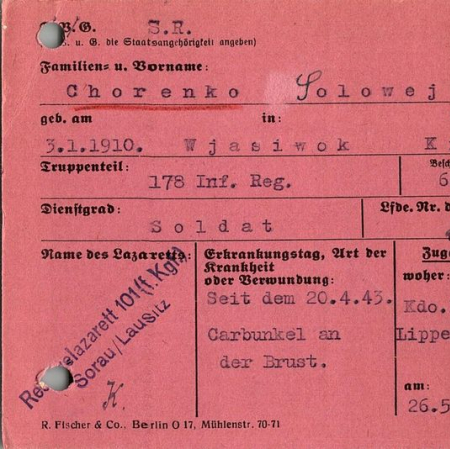 V. G. S.R.
u. G. die Staatsangehörigkeit angeben)
Familien- u. Vorname:
Chorenko Solowej
geb. am in:
3.1.1910. Wjasiwok K
Truppenteil: Besch
178 Inf. Reg. 6
Dienstgrad: Lfde. Nr. d
Soldat
Name des Lazaretts: Erkrankungstag, Art der Krankheit oder Verwundung: Zuga
woher:
Reservelazarett 101 (f. Kgf.)
Sorau/Lausitz
K.
Seit dem 20.4.43. Kdo.
Carbunkel an Lippe
der Brust.
am:
26.5
R. Fischer & Co., Berlin O 17, Mühlenstr. 70-71